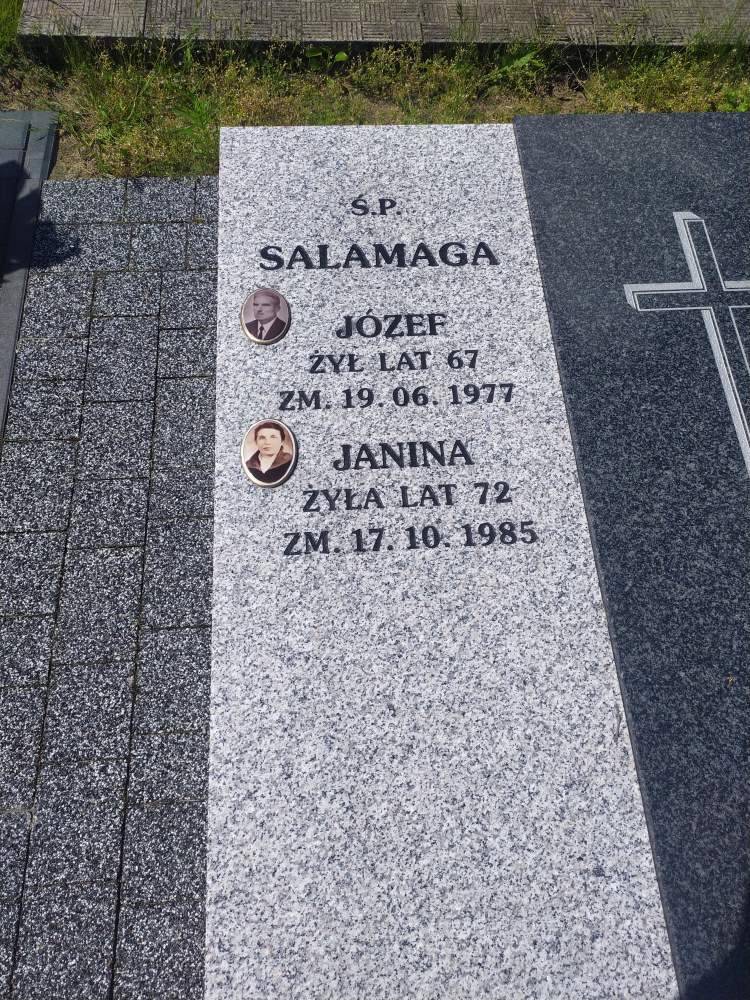 Ś.P.
SALAMAGA
JÓZEF
ŻYŁ LAT 67
ZM. 19. 06. 1977
JANINA
ŻYŁA LAT 72
ZM. 17. 10. 1985